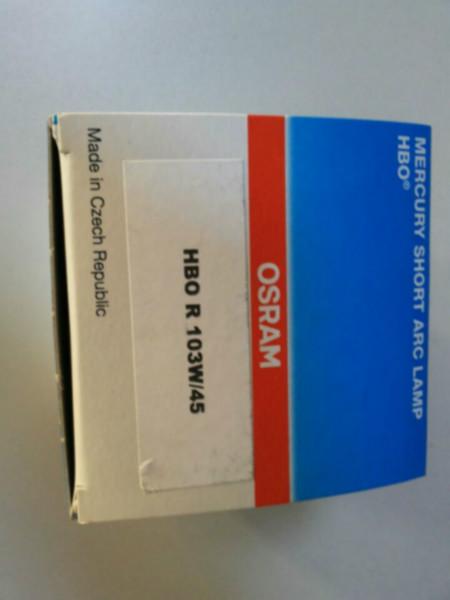 MERCURY SHORT ARC LAMP
HBO®
OSRAM
HBO R 103W/45
Made in Czech Republic